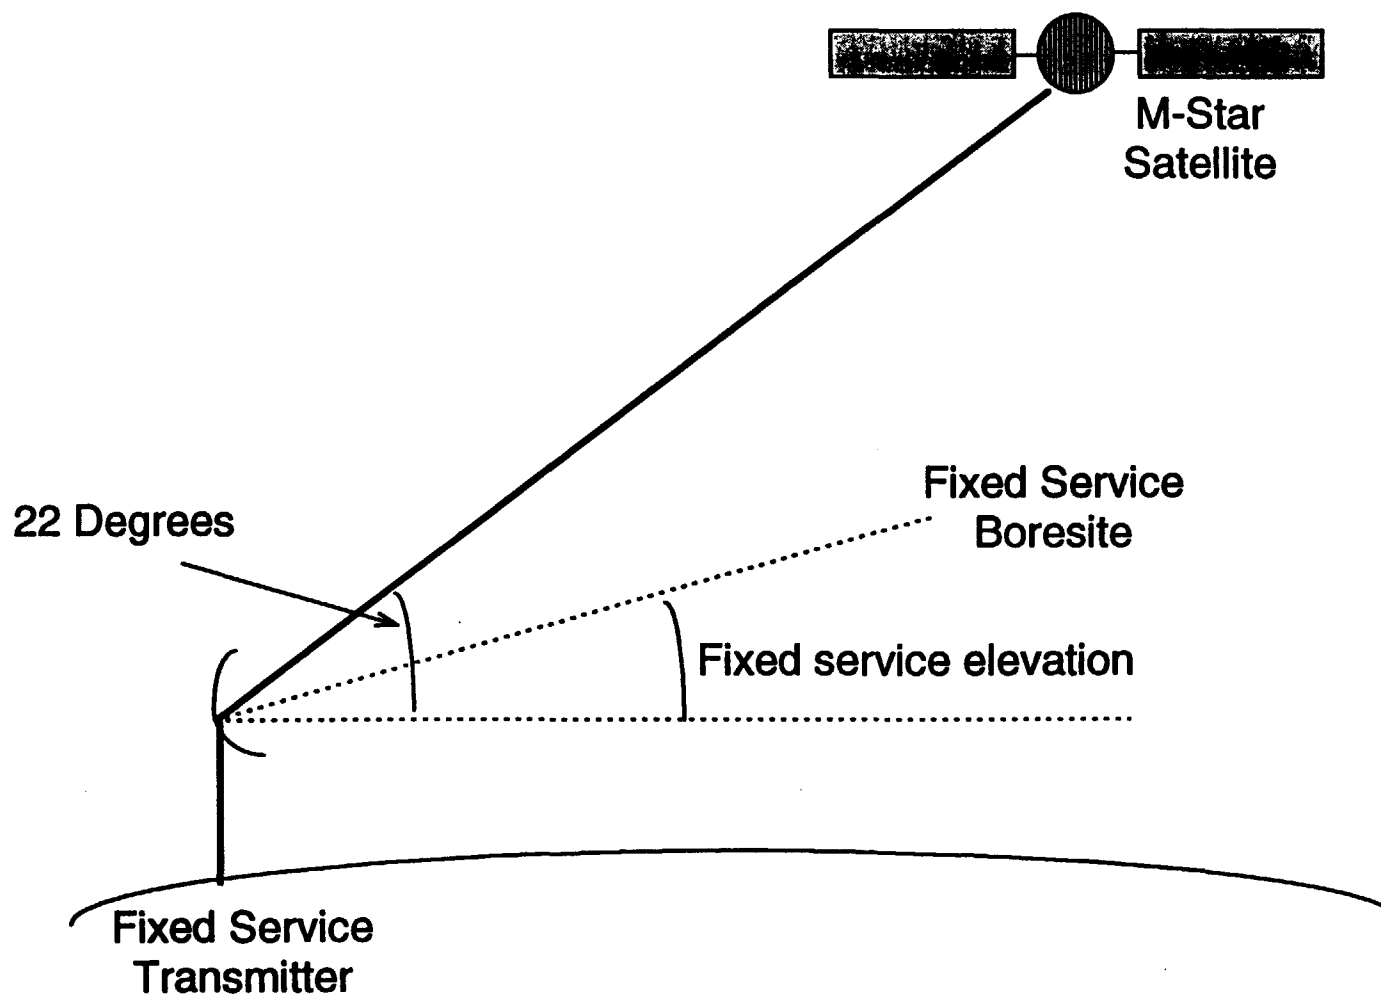 M-Star
Satellite
Fixed Service
Boresite
22 Degrees
Fixed service elevation
Fixed Service
Transmitter